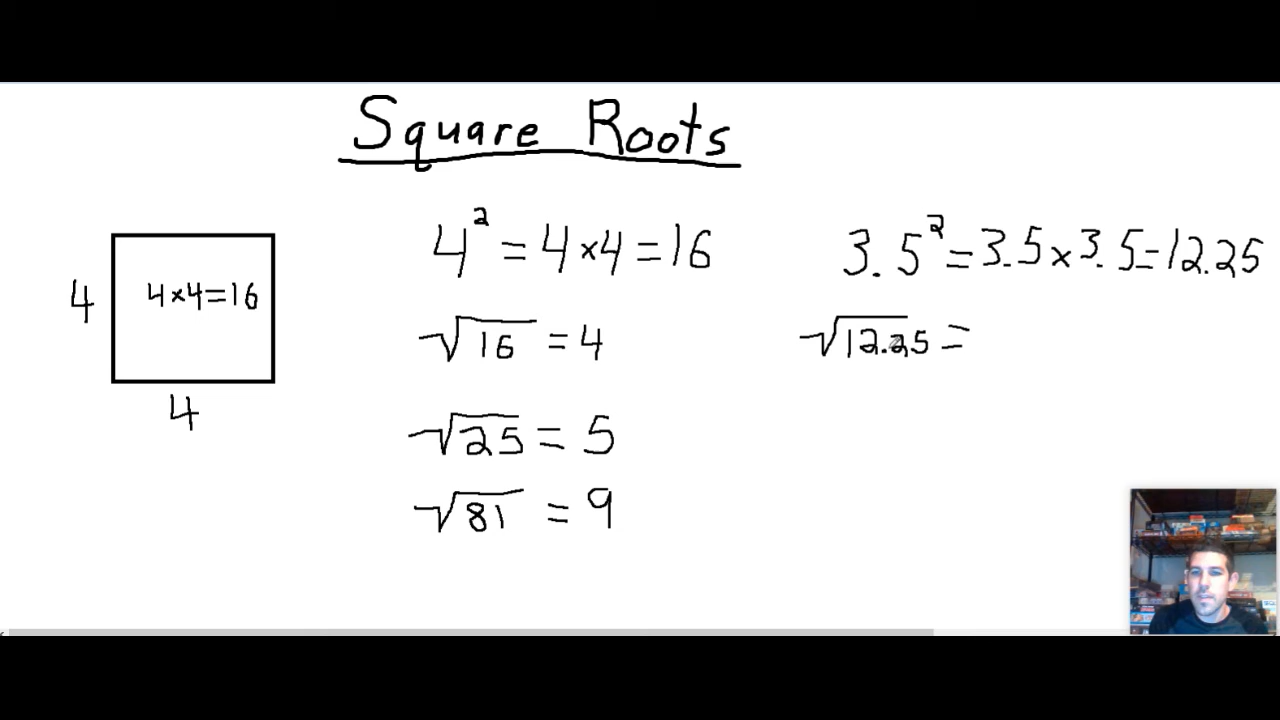 Square Roots
4
4×4=16
4
4² = 4×4 = 16
√16 = 4
√25 = 5
√81 = 9
3.5² = 3.5×3.5 = 12.25
√12.25 =